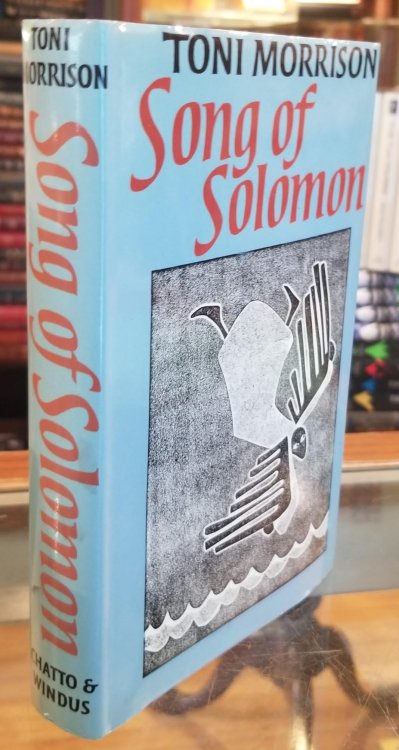 TONI
MORRISON
Song of Solomon
CHATTO &
WINDUS
TONI MORRISON
Song of
Solomon